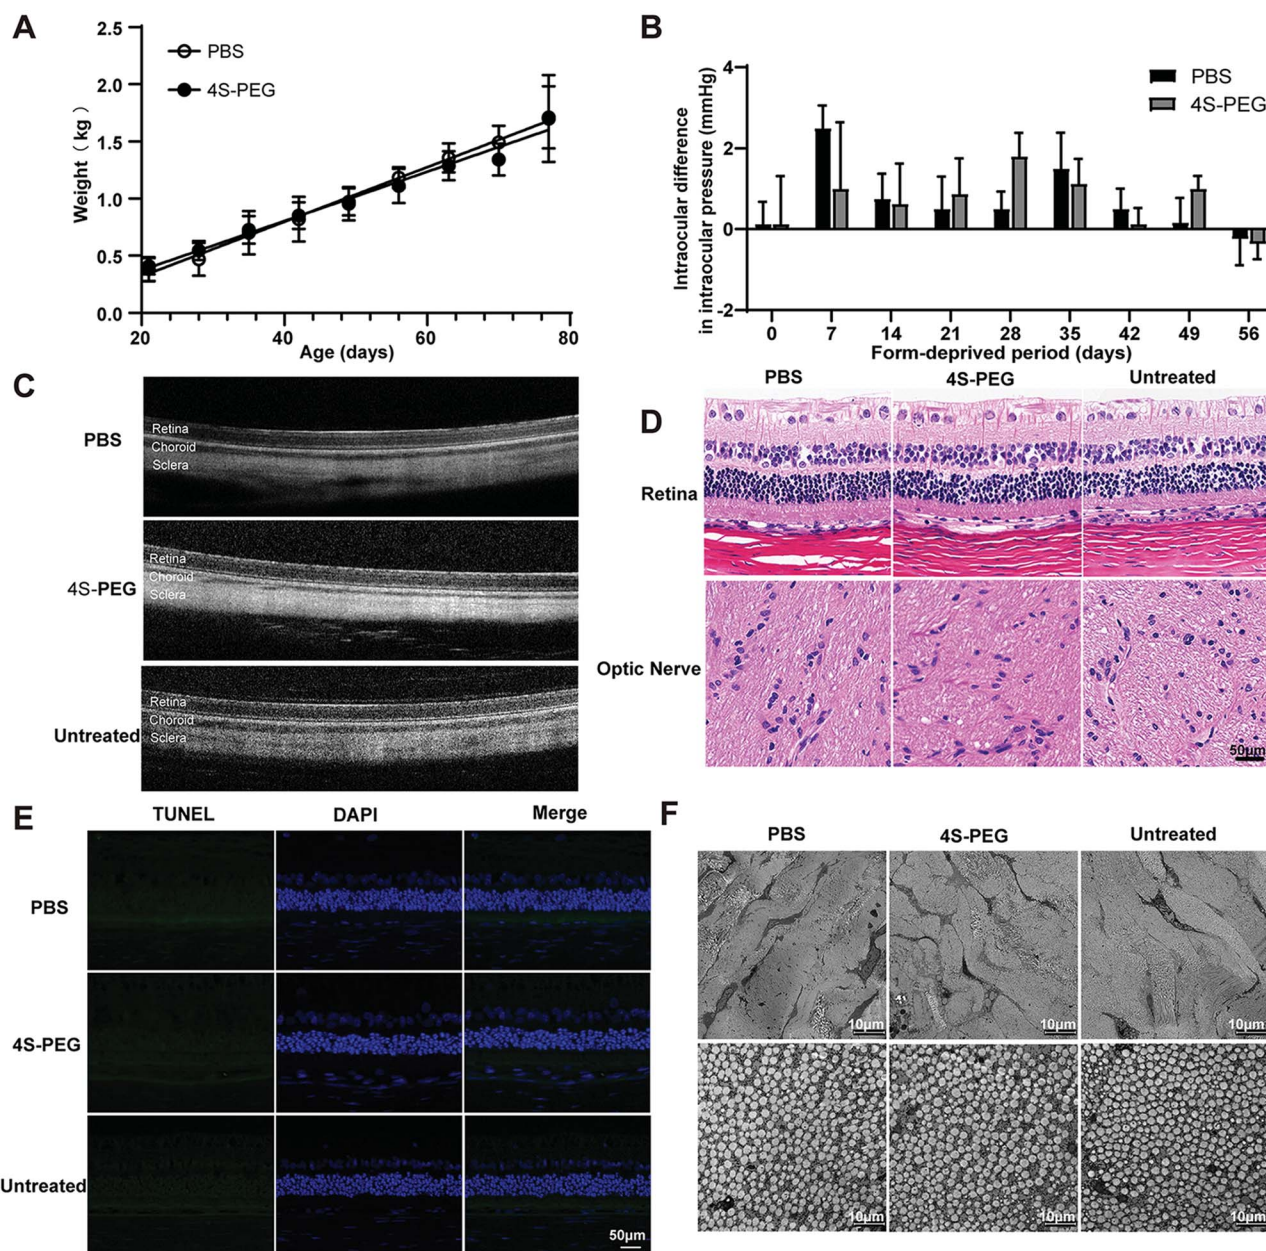 A
2.5
2.0
1.5
1.0
0.5
0.0
Weight ( kg )
PBS
4S-PEG
20
40
60
80
Age (days)
B
4
2
0
-2
Intraocular difference
in intraocular pressure (mmHg)
PBS
4S-PEG
0
7
14
21
28
35
42
49
56
Form-deprived period (days)
C
PBS
Retina
Choroid
Sclera
4S-PEG
Retina
Choroid
Sclera
Untreated
Retina
Choroid
Sclera
D
PBS
4S-PEG
Untreated
Retina
Optic Nerve
50μm
E
TUNEL
DAPI
Merge
PBS
4S-PEG
Untreated
50μm
F
PBS
4S-PEG
Untreated
10μm
10μm
10μm
10μm
10μm
10μm